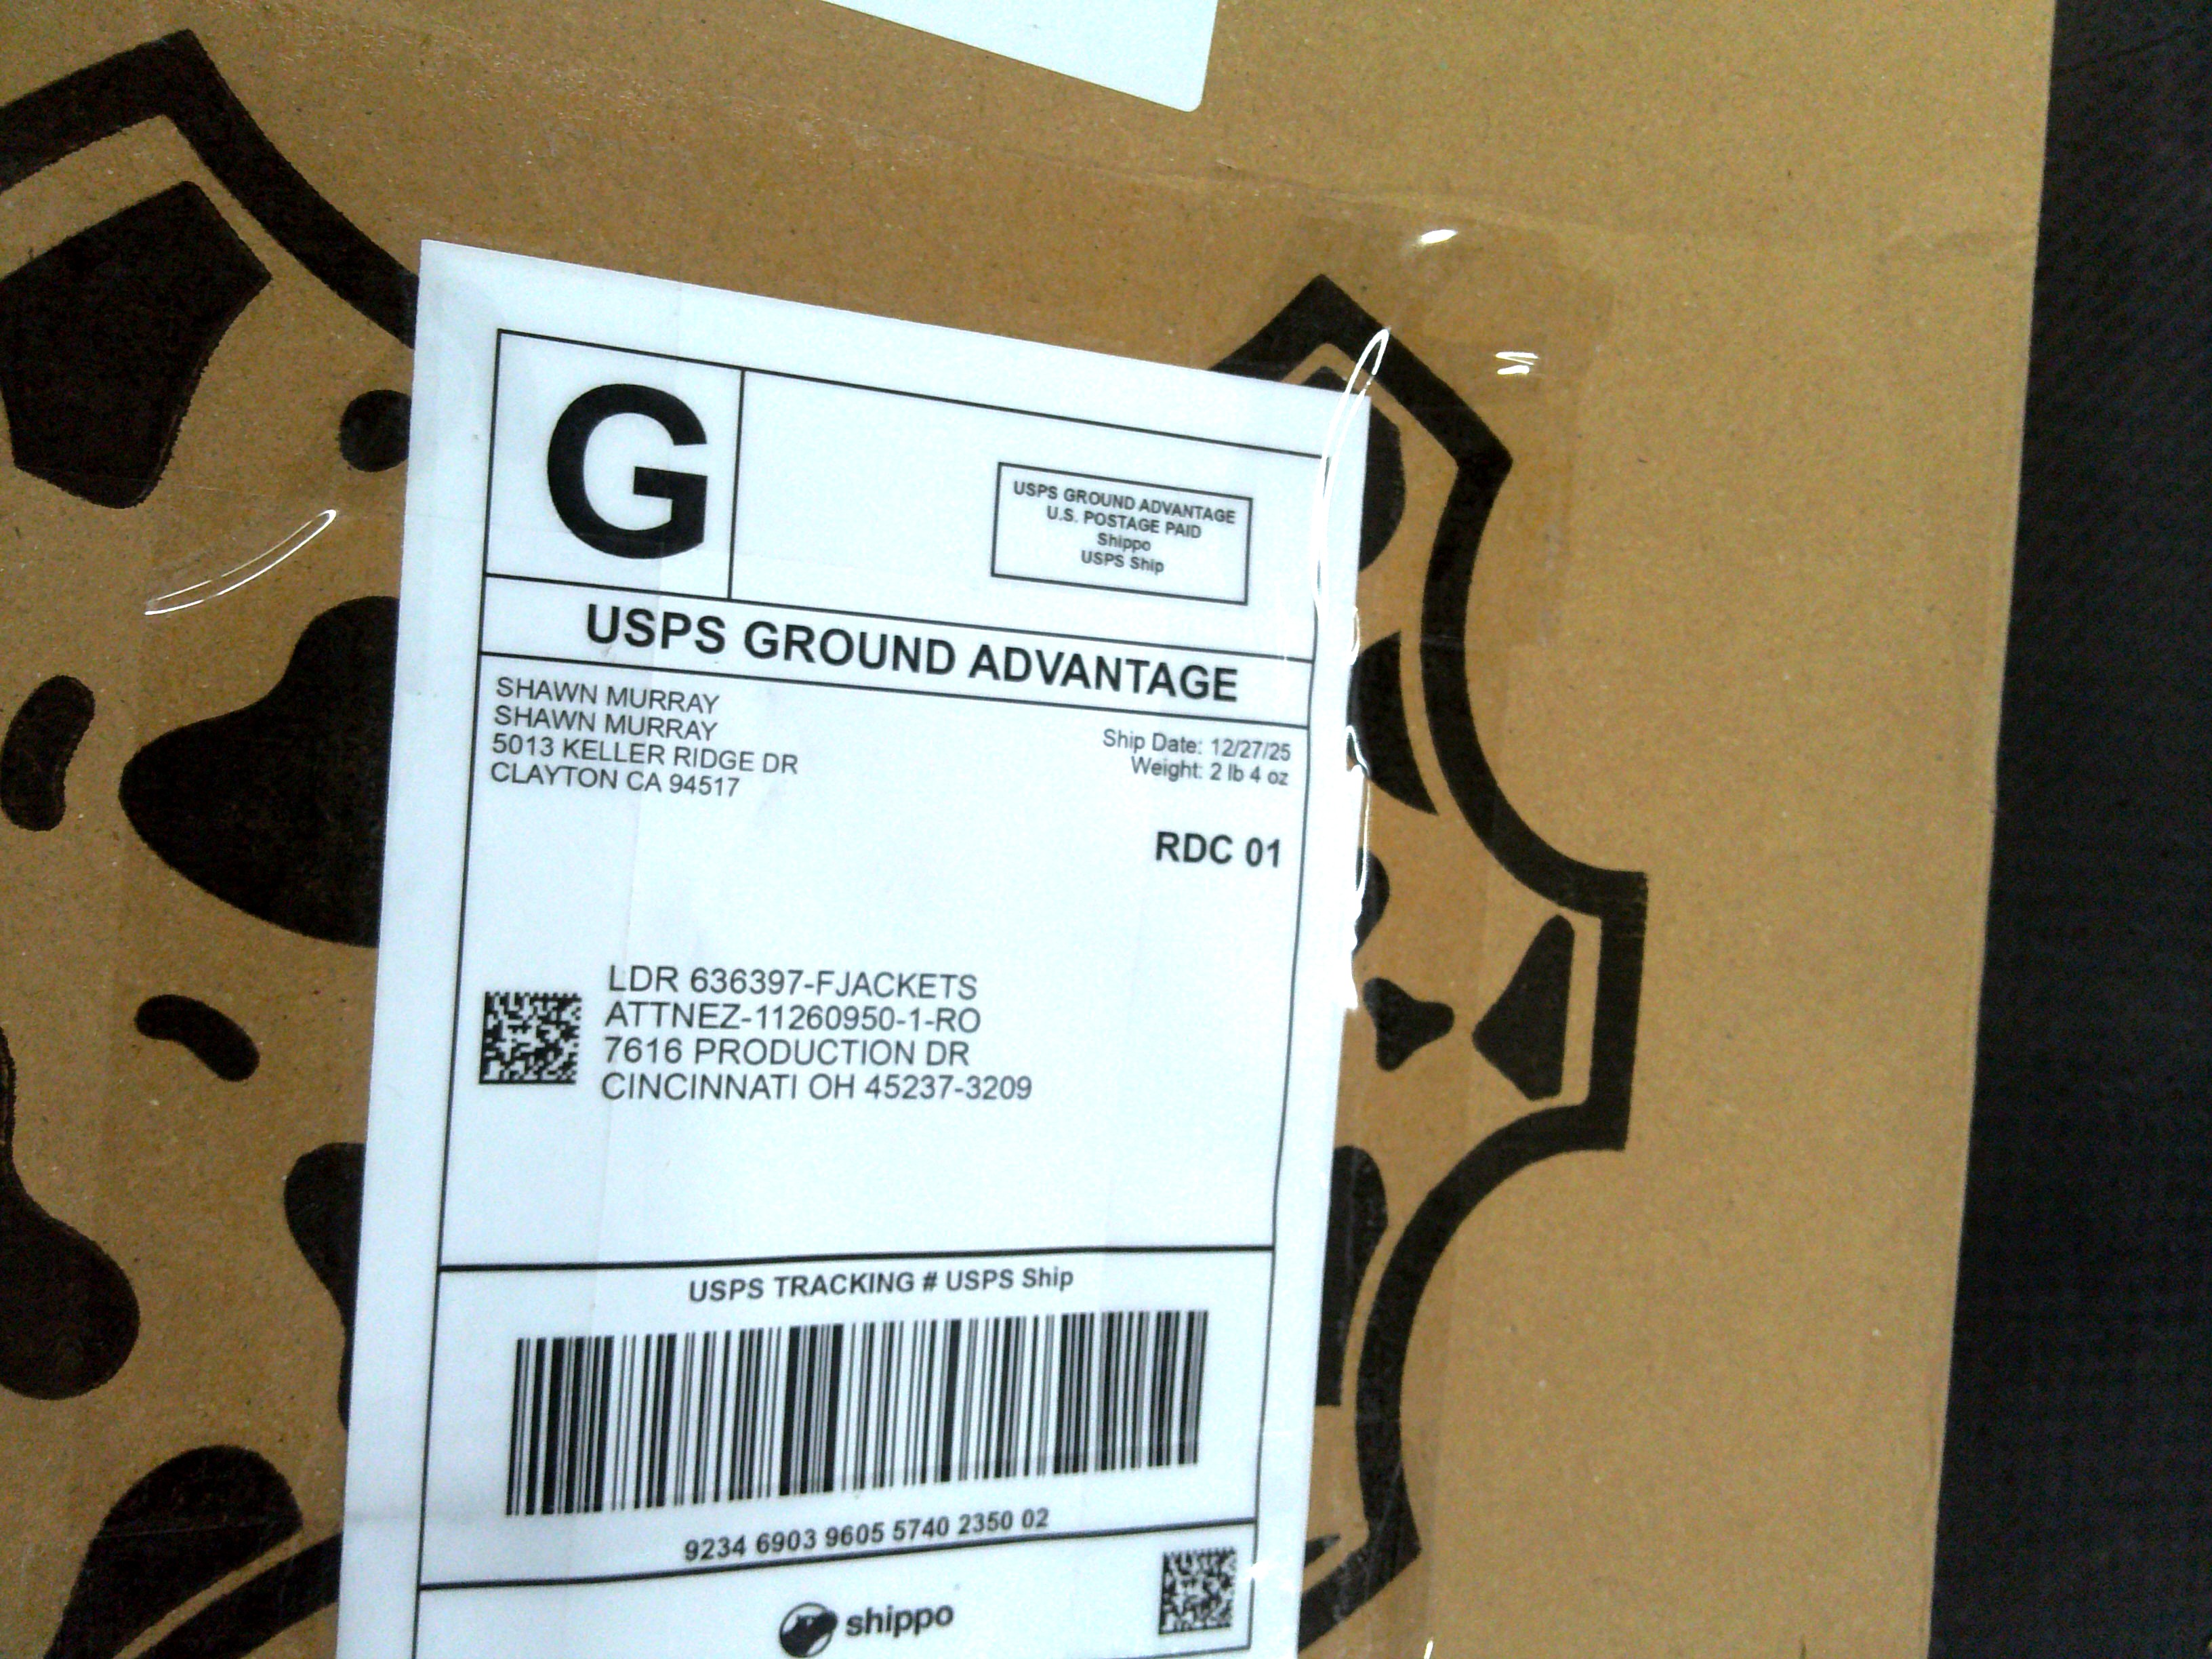 G
USPS GROUND ADVANTAGE
U.S. POSTAGE PAID
Shippo
USPS Ship
USPS GROUND ADVANTAGE
SHAWN MURRAY
SHAWN MURRAY
5013 KELLER RIDGE DR
CLAYTON CA 94517
Ship Date: 12/27/25
Weight: 2 lb 4 oz
RDC 01
LDR 636397-FJACKETS
ATTNEZ-11260950-1-RO
7616 PRODUCTION DR
CINCINNATI OH 45237-3209
USPS TRACKING # USPS Ship
9234 6903 9605 5740 2350 02
shippo